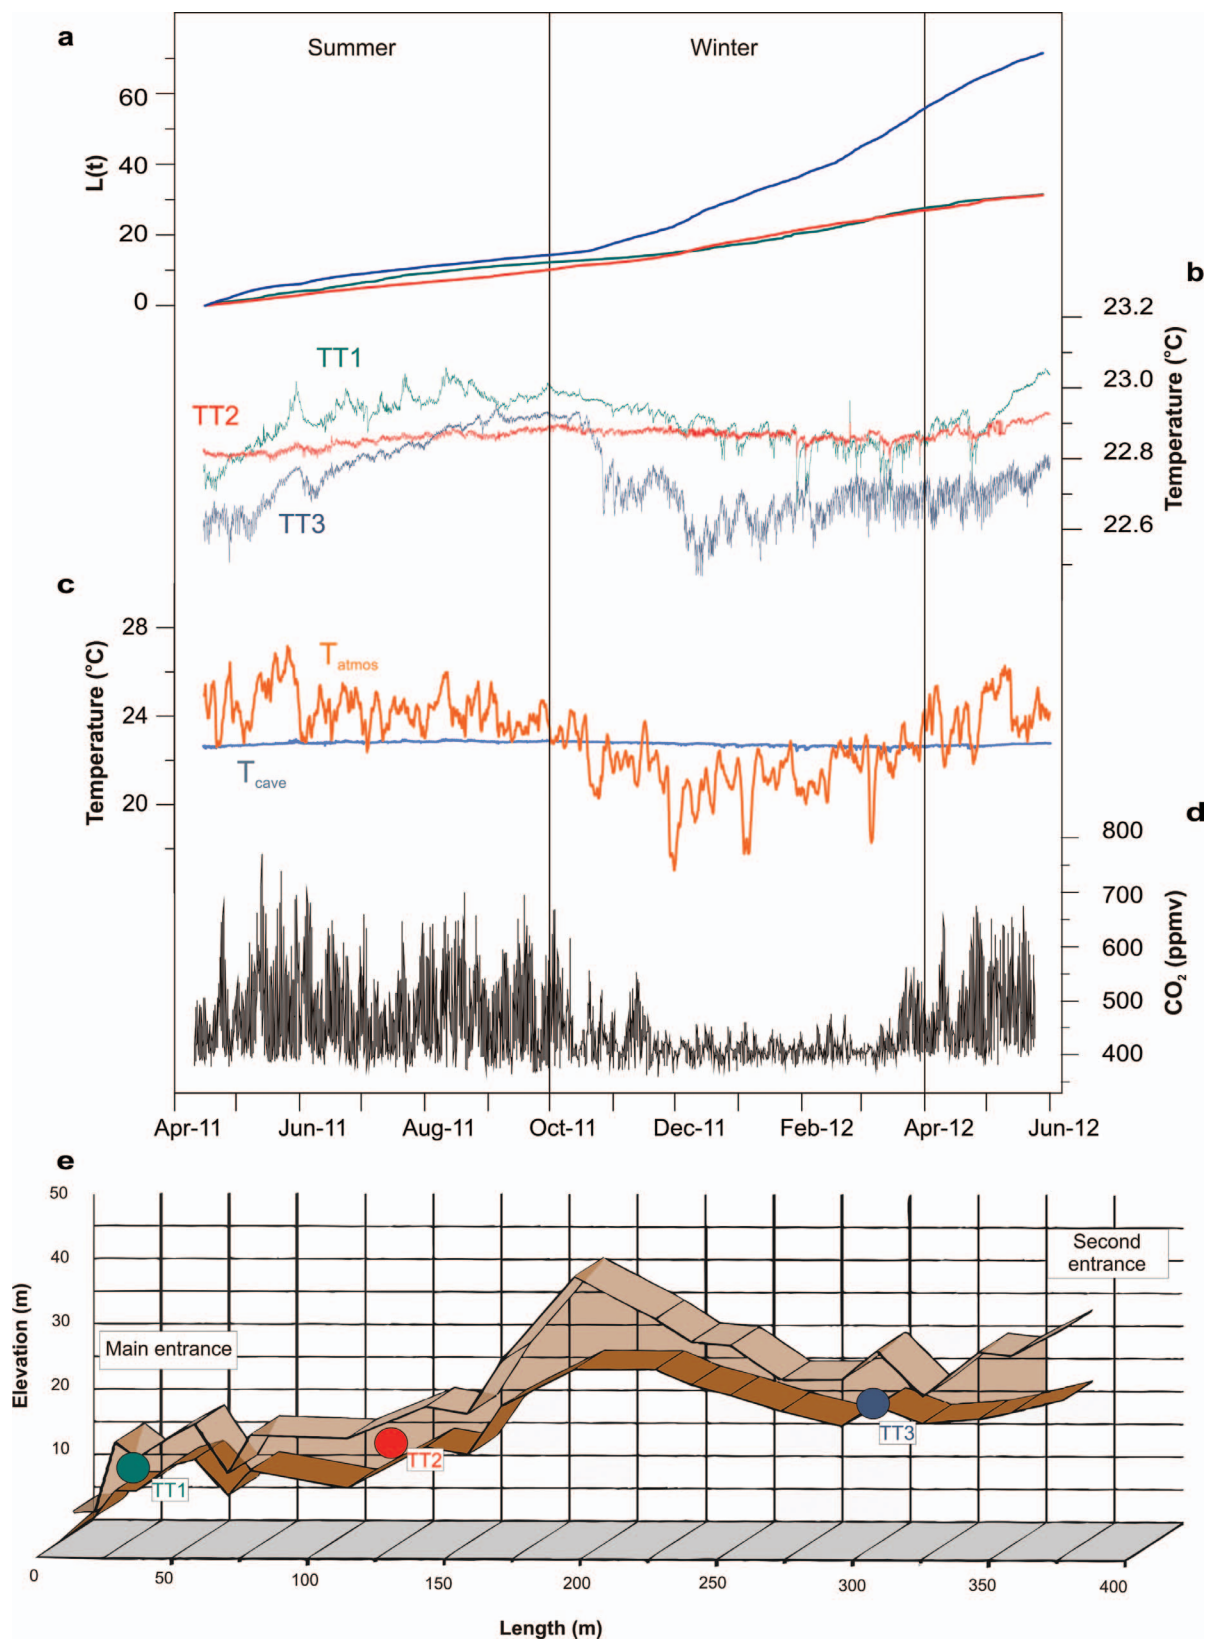 a
Summer
Winter
60
40
20
0
L(t)
b
23.2
23.0
22.8
22.6
Temperature (°C)
TT1
TT2
TT3
c
28
24
20
Temperature (°C)
T atmos
T cave
d
800
700
600
500
400
CO2 (ppmv)
Apr-11 Jun-11 Aug-11 Oct-11 Dec-11 Feb-12 Apr-12 Jun-12
e
50
40
30
20
10
Elevation (m)
Second
entrance
Main entrance
TT1
TT2
TT3
0 50 100 150 200 250 300 350 400
Length (m)